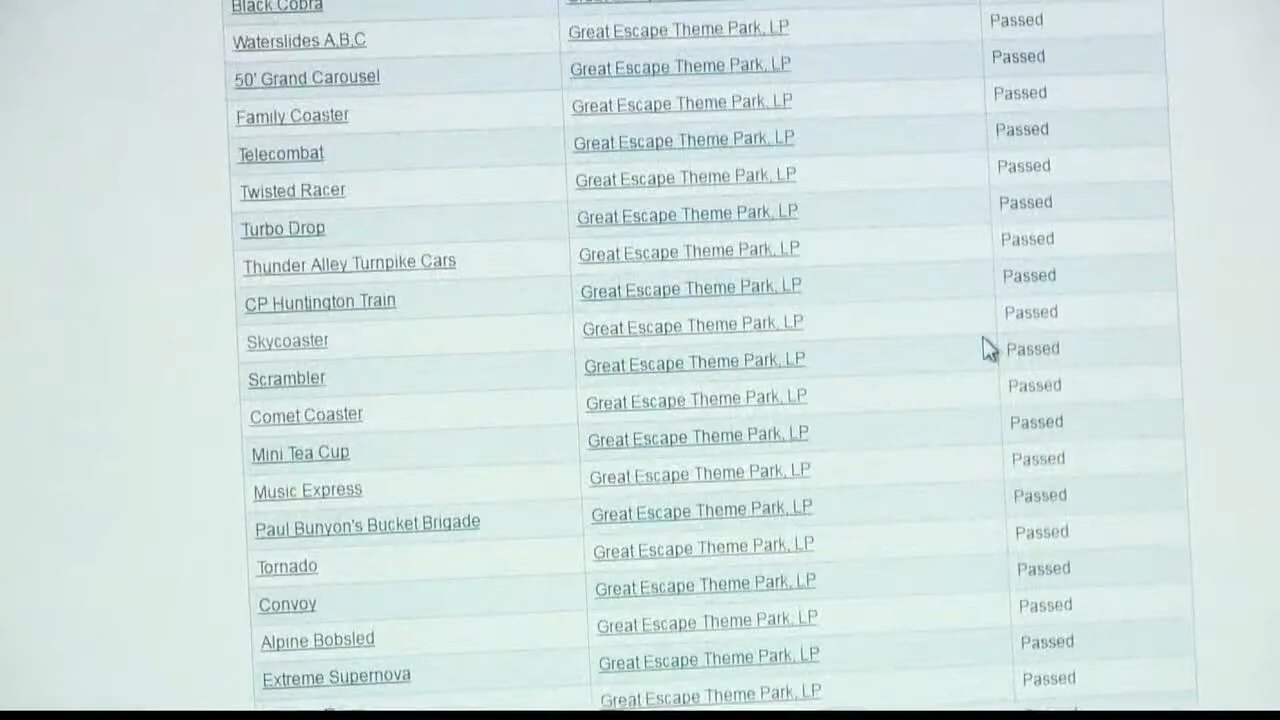 Black Cobra
Waterslides A,B,C Great Escape Theme Park, LP Passed
50' Grand Carousel Great Escape Theme Park, LP Passed
Family Coaster Great Escape Theme Park, LP Passed
Telecombat Great Escape Theme Park, LP Passed
Twisted Racer Great Escape Theme Park, LP Passed
Turbo Drop Great Escape Theme Park, LP Passed
Thunder Alley Turnpike Cars Great Escape Theme Park, LP Passed
CP Huntington Train Great Escape Theme Park, LP Passed
Skycoaster Great Escape Theme Park, LP Passed
Scrambler Great Escape Theme Park, LP Passed
Comet Coaster Great Escape Theme Park, LP Passed
Mini Tea Cup Great Escape Theme Park, LP Passed
Music Express Great Escape Theme Park, LP Passed
Paul Bunyon's Bucket Brigade Great Escape Theme Park, LP Passed
Tornado Great Escape Theme Park, LP Passed
Convoy Great Escape Theme Park, LP Passed
Alpine Bobsled Great Escape Theme Park, LP Passed
Extreme Supernova Great Escape Theme Park, LP Passed
Great Escape Theme Park, LP Passed